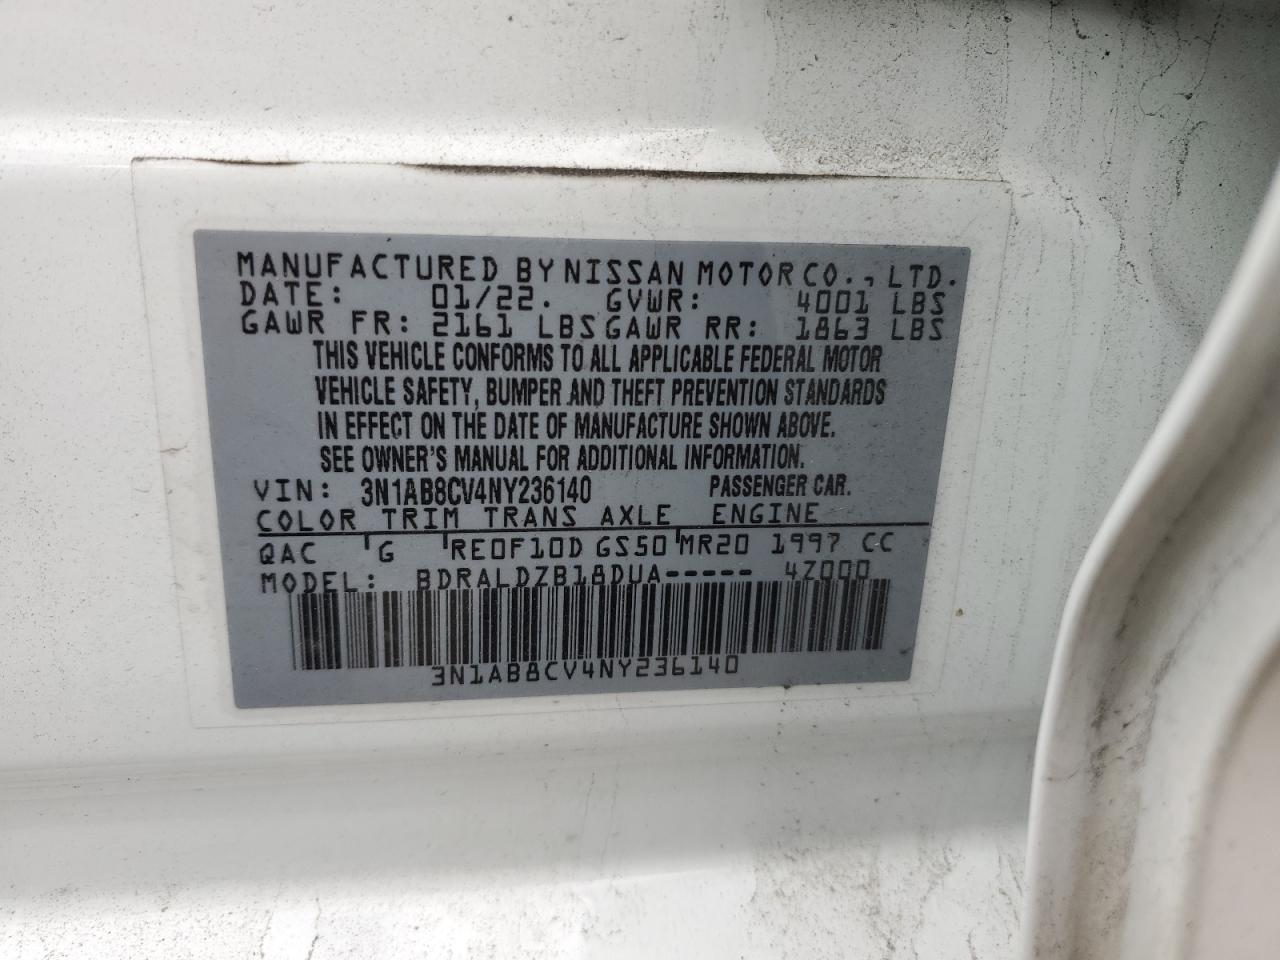 MANUFACTURED BY NISSAN MOTOR CO., LTD.
DATE: 01/22. GVWR: 4001 LBS
GAWR FR: 2161 LBS GAWR RR: 1863 LBS
THIS VEHICLE CONFORMS TO ALL APPLICABLE FEDERAL MOTOR
VEHICLE SAFETY, BUMPER AND THEFT PREVENTION STANDARDS
IN EFFECT ON THE DATE OF MANUFACTURE SHOWN ABOVE.
SEE OWNER'S MANUAL FOR ADDITIONAL INFORMATION.
VIN: 3N1AB8CV4NY236140 PASSENGER CAR.
COLOR TRIM TRANS AXLE ENGINE
QAC G RE0F10D GS50 MR20 1997 CC
MODEL: BDRALDZB18DUA----- 4Z000
3N1AB8CV4NY236140